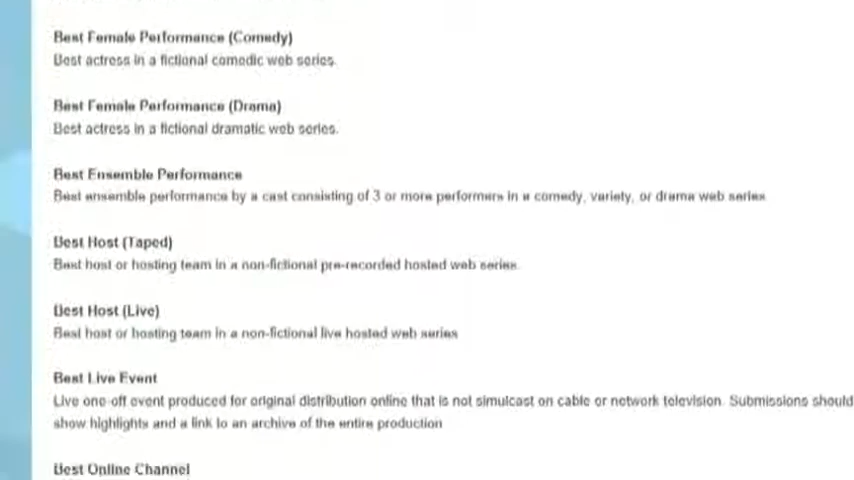 Best Female Performance (Comedy)
Best actress in a fictional comedic web series.
Best Female Performance (Drama)
Best actress in a fictional dramatic web series.
Best Ensemble Performance
Best ensemble performance by a cast consisting of 3 or more performers in a comedy, variety, or drama web series
Best Host (Taped)
Best host or hosting team in a non-fictional pre-recorded hosted web series.
Best Host (Live)
Best host or hosting team in a non-fictional live hosted web series
Best Live Event
Live one-off event produced for original distribution online that is not simulcast on cable or network television. Submissions should
show highlights and a link to an archive of the entire production
Best Online Channel